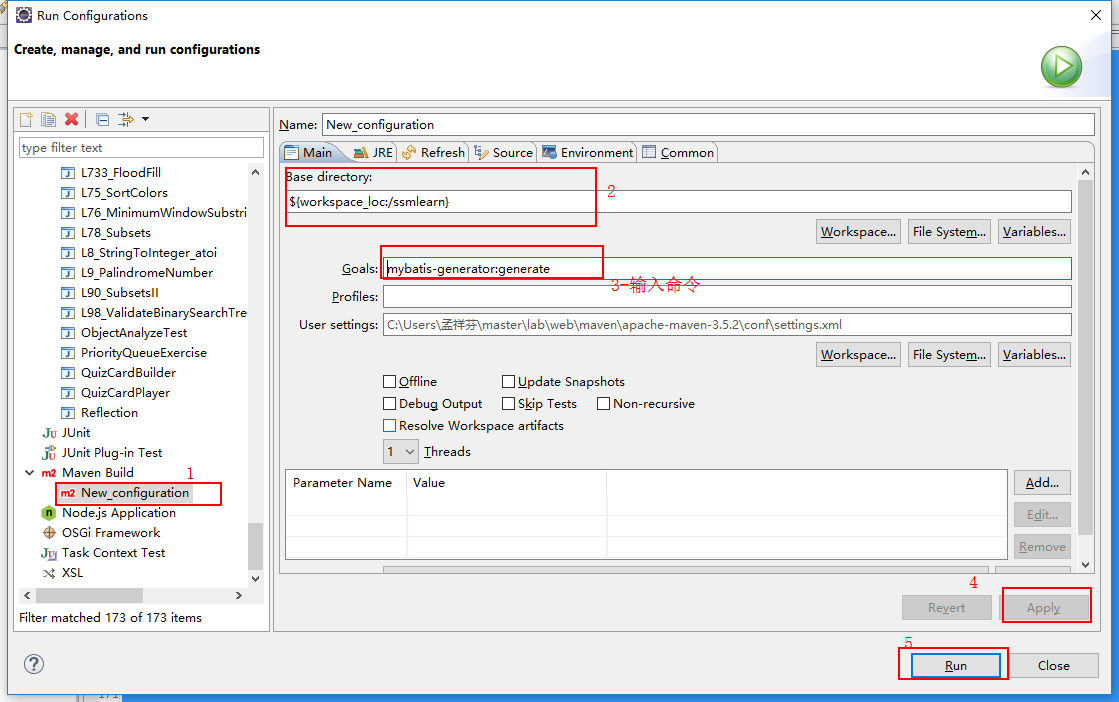 Run Configurations
Create, manage, and run configurations
type filter text
L733_FloodFill
L75_SortColors
L76_MinimumWindowSubstri
L78_Subsets
L8_StringToInteger_atoi
L9_PalindromeNumber
L90_SubsetsII
L98_ValidateBinarySearchTre
ObjectAnalyzeTest
PriorityQueueExercise
QuizCardBuilder
QuizCardPlayer
Reflection
Ju JUnit
JUnit Plug-in Test
m2 Maven Build 1
m2 New_configuration
n Node.js Application
OSGi Framework
Ju Task Context Test
XSL
Filter matched 173 of 173 items
Name: New_configuration
Main JRE Refresh Source Environment Common
Base directory:
2
${workspace_loc:/ssmlearn}
Workspace... File System... Variables...
Goals: mybatis-generator:generate
3-输入命令
Profiles:
User settings: C:\Users\孟祥芬\master\lab\web\maven\apache-maven-3.5.2\conf\settings.xml
Workspace... File System... Variables...
Offline Update Snapshots
Debug Output Skip Tests Non-recursive
Resolve Workspace artifacts
1 Threads
Parameter Name Value
Add...
Edit...
Remove
4
Revert Apply
5
? Run Close
171